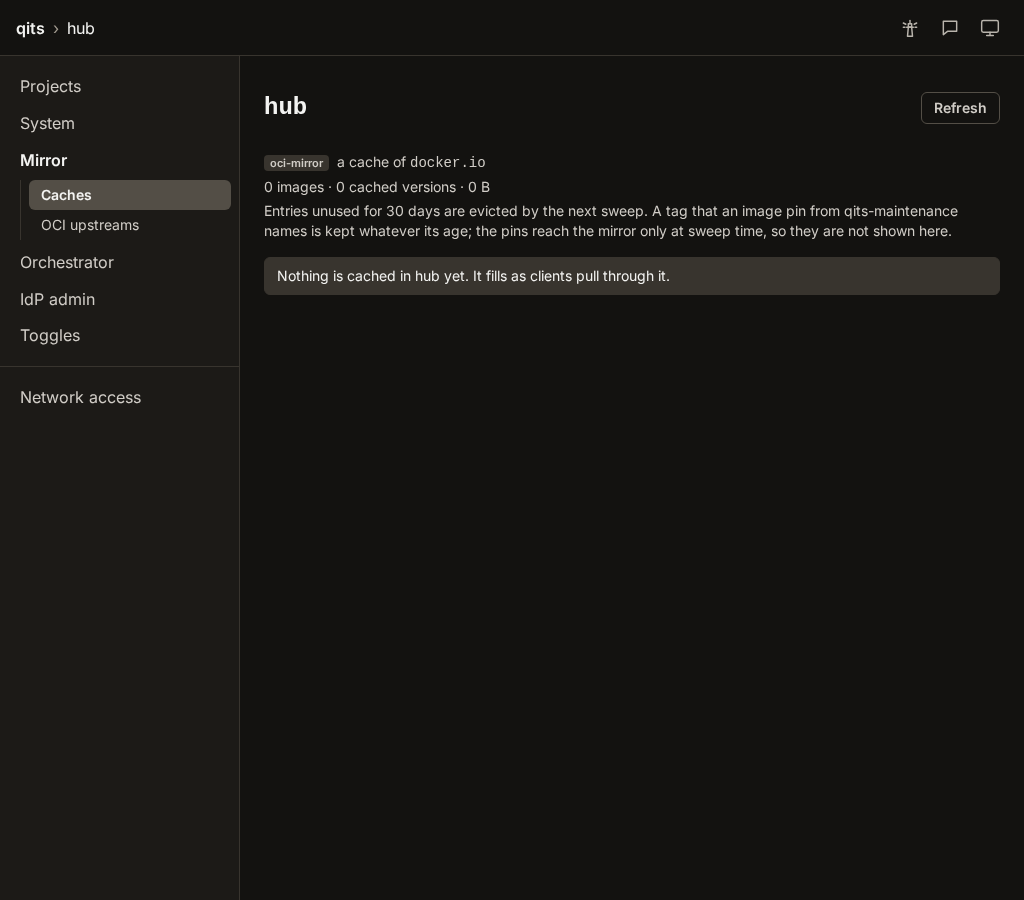 qits › hub
Projects
System
Mirror
Caches
OCI upstreams
Orchestrator
IdP admin
Toggles
Network access
hub
Refresh
oci-mirror a cache of docker.io
0 images · 0 cached versions · 0 B
Entries unused for 30 days are evicted by the next sweep. A tag that an image pin from qits-maintenance
names is kept whatever its age; the pins reach the mirror only at sweep time, so they are not shown here.
Nothing is cached in hub yet. It fills as clients pull through it.